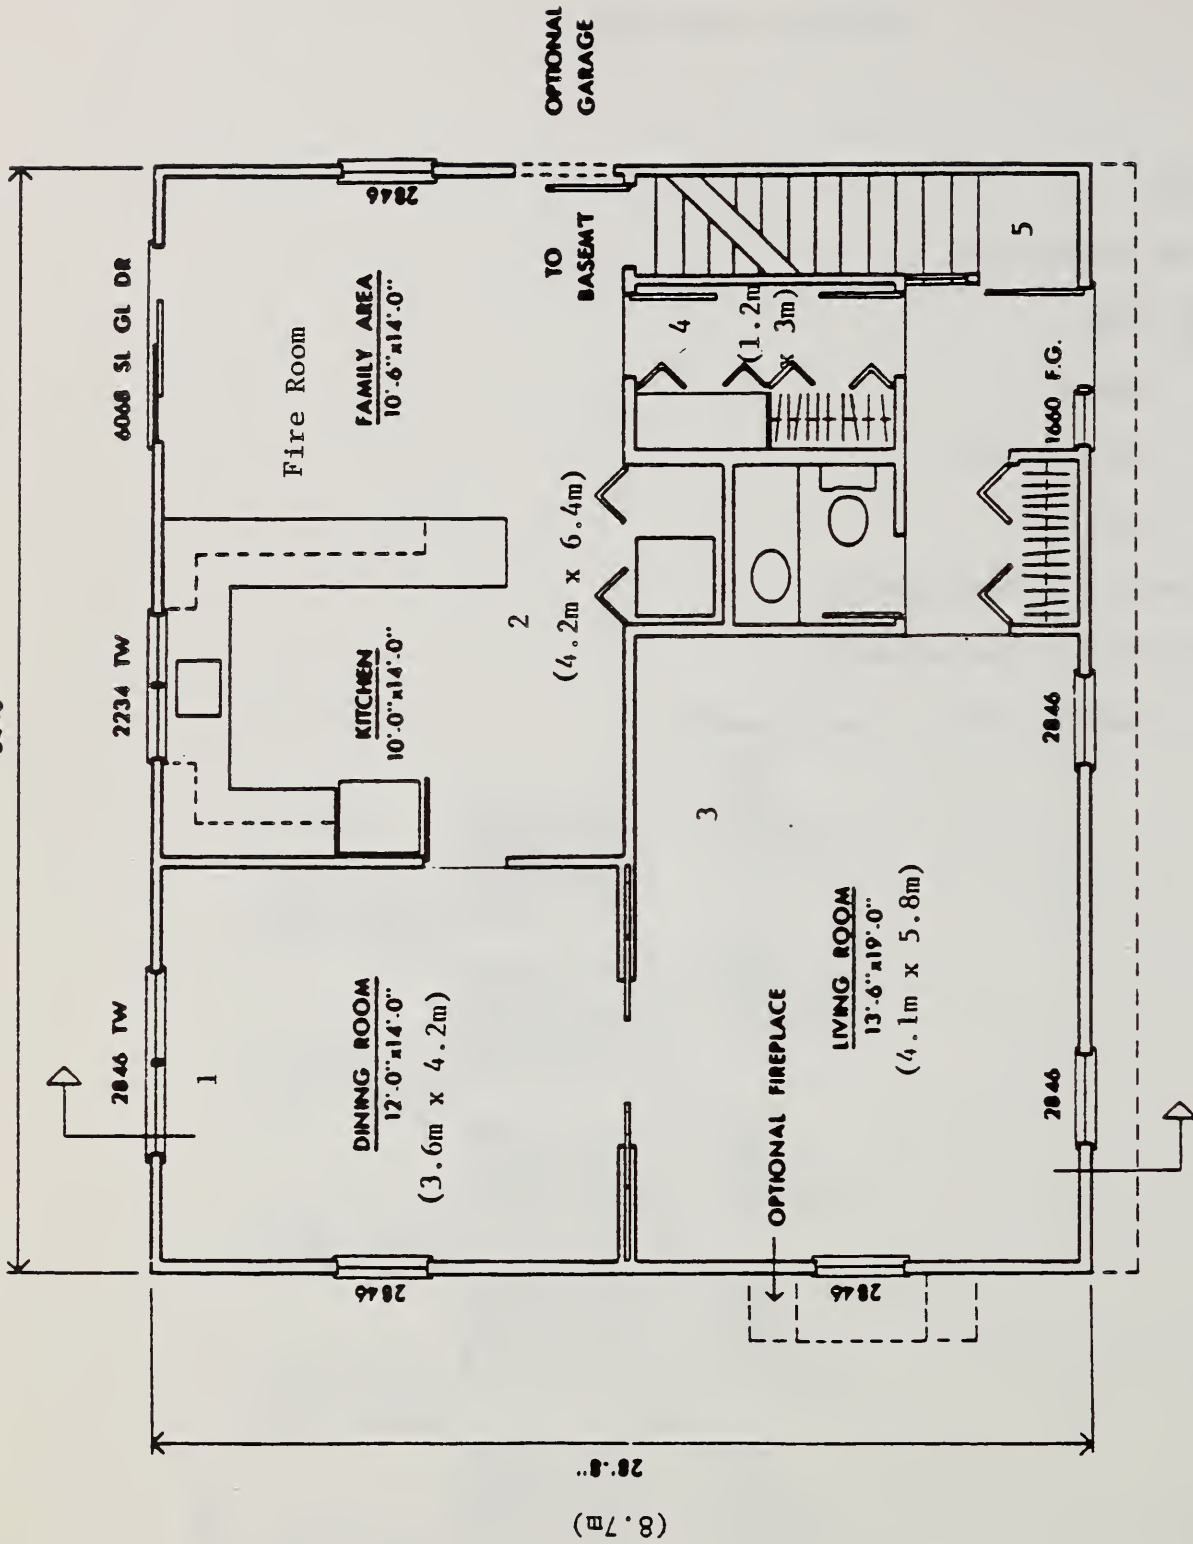 OPTIONAL
GARAGE
6068 SL GL DR
2234 TW
2846 TW
2846
FAMILY AREA
10'-6"x14'-0"
Fire Room
TO
BASEMT
5
4
(1.2m
x 3m)
1660 F.G.
KITCHEN
10'-0"x14'-0"
2
(4.2m x 6.4m)
2846
3
LIVING ROOM
13'-6"x19'-0"
(4.1m x 5.8m)
2846
1
DINING ROOM
12'-0"x14'-0"
(3.6m x 4.2m)
OPTIONAL FIREPLACE
2846
2846
28'-8"
(8.7m)